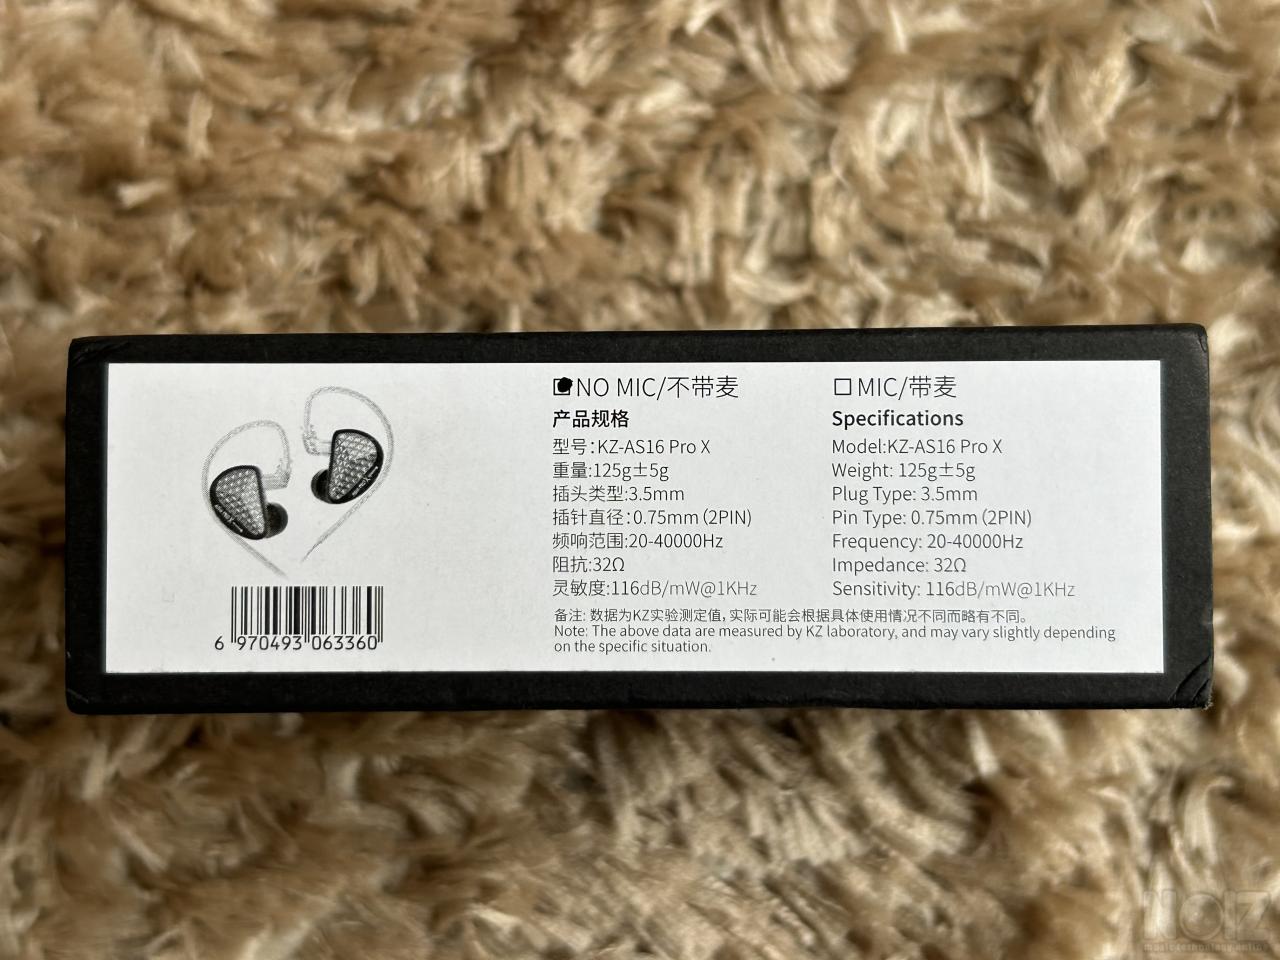 NO MIC/不带麦
产品规格
型号:KZ-AS16 Pro X
重量:125g±5g
插头类型:3.5mm
插针直径:0.75mm (2PIN)
频响范围:20-40000Hz
阻抗:32Ω
灵敏度:116dB/mW@1KHz
MIC/带麦
Specifications
Model:KZ-AS16 Pro X
Weight: 125g±5g
Plug Type: 3.5mm
Pin Type: 0.75mm (2PIN)
Frequency: 20-40000Hz
Impedance: 32Ω
Sensitivity: 116dB/mW@1KHz
备注: 数据为KZ实验测定值,实际可能会根据具体使用情况不同而略有不同。
Note: The above data are measured by KZ laboratory, and may vary slightly depending
on the specific situation.
6 970493 063360
NOIZ
music technology online